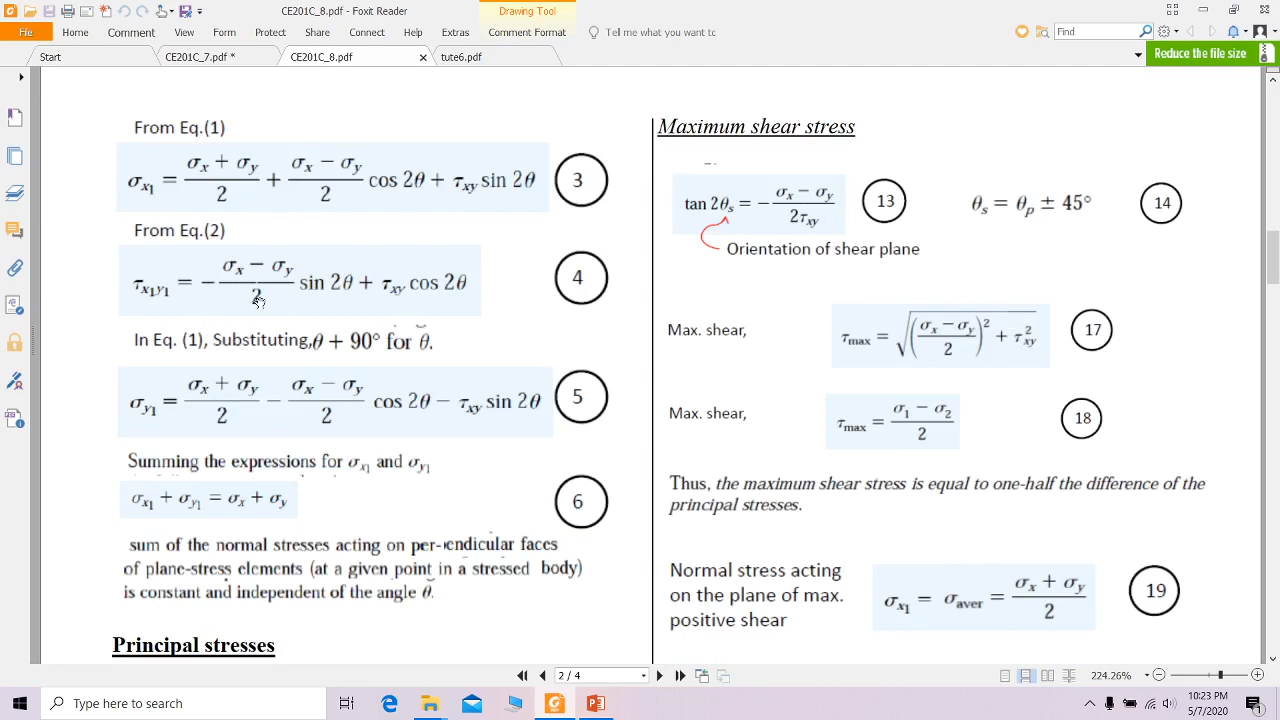 CE201C_8.pdf - Foxit Reader
Drawing Tool
File Home Comment View Form Protect Share Connect Help Extras Comment Format Tell me what you want tc Find
Start CE201C_7.pdf * CE201C_8.pdf tute6.pdf
Reduce the file size
From Eq.(1)
σx1 = (σx + σy)/2 + (σx − σy)/2 cos 2θ + τxy sin 2θ
3
From Eq.(2)
τx1y1 = −(σx − σy)/2 sin 2θ + τxy cos 2θ
4
In Eq. (1), Substituting, θ + 90° for θ.
σy1 = (σx + σy)/2 − (σx − σy)/2 cos 2θ − τxy sin 2θ
5
Summing the expressions for σx1 and σy1
σx1 + σy1 = σx + σy
6
sum of the normal stresses acting on per-endicular faces
of plane-stress elements (at a given point in a stressed body)
is constant and independent of the angle θ.
Principal stresses
Maximum shear stress
tan 2θs = −(σx − σy)/2τxy
13
θs = θp ± 45°
14
Orientation of shear plane
Max. shear,
τmax = √(((σx − σy)/2)² + τ²xy)
17
Max. shear,
τmax = (σ1 − σ2)/2
18
Thus, the maximum shear stress is equal to one-half the difference of the
principal stresses.
Normal stress acting
on the plane of max.
positive shear
σx1 = σaver = (σx + σy)/2
19
2 / 4
224.26%
Type here to search
10:23 PM
5/7/2020